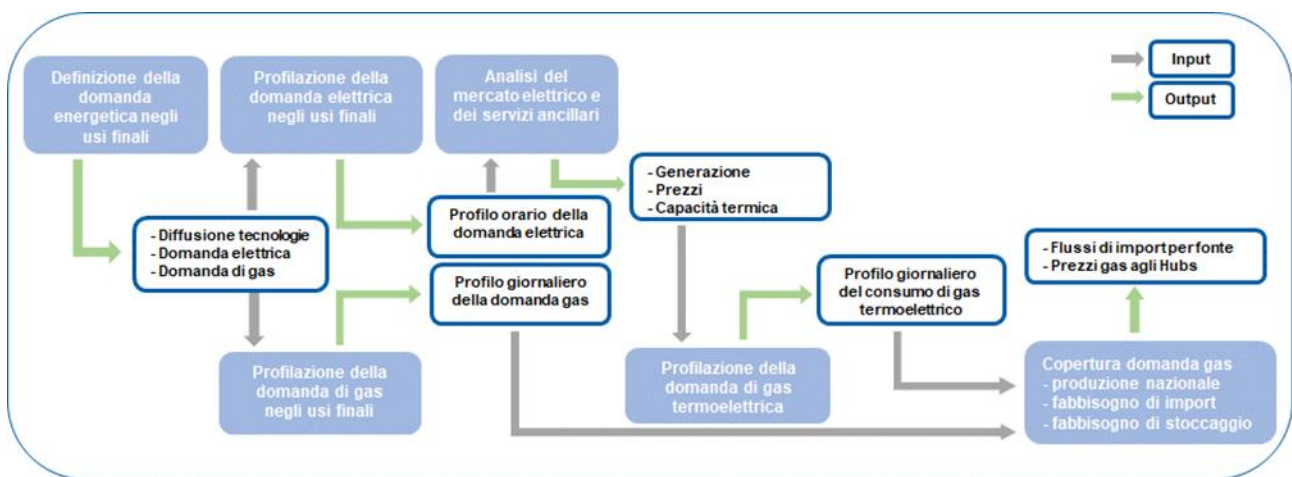 Definizione della
domanda
energetica negli
usi finali
Profilazione della
domanda elettrica
negli usi finali
Analisi del
mercato elettrico e
dei servizi ancillari
Input
Output
- Generazione
- Prezzi
- Capacità termica
- Diffusione tecnologie
- Domanda elettrica
- Domanda di gas
Profilo orario della
domanda elettrica
Profilo giornaliero
della domanda gas
Profilo giornaliero
del consumo di gas
termoelettrico
- Flussi di import per fonte
- Prezzi gas agli Hubs
Profilazione della
domanda di gas
negli usi finali
Profilazione della
domanda di gas
termoelettrica
Copertura domanda gas
- produzione nazionale
- fabbisogno di import
- fabbisogno di stoccaggio